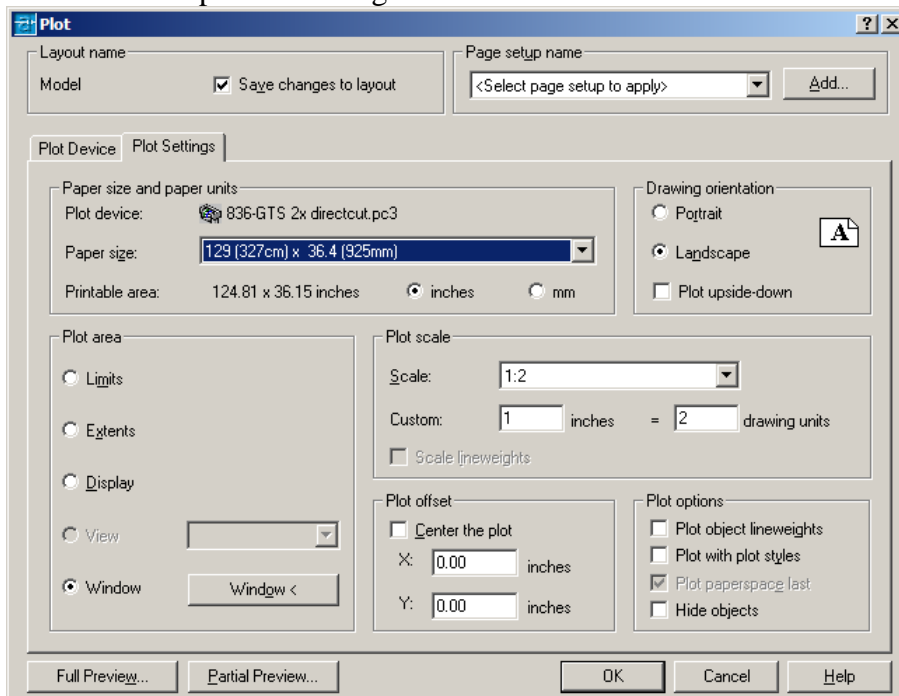 Plot
Layout name
Model Save changes to layout
Page setup name
<Select page setup to apply> Add...
Plot Device Plot Settings
Paper size and paper units
Plot device: 836-GTS 2x directcut.pc3
Paper size: 129 (327cm) x 36.4 (925mm)
Printable area: 124.81 x 36.15 inches inches mm
Drawing orientation
Portrait
Landscape
A
Plot upside-down
Plot area
Limits
Extents
Display
View
Window Window <
Plot scale
Scale: 1:2
Custom: 1 inches = 2 drawing units
Scale lineweights
Plot offset
Center the plot
X: 0.00 inches
Y: 0.00 inches
Plot options
Plot object lineweights
Plot with plot styles
Plot paperspace last
Hide objects
Full Preview... Partial Preview... OK Cancel Help